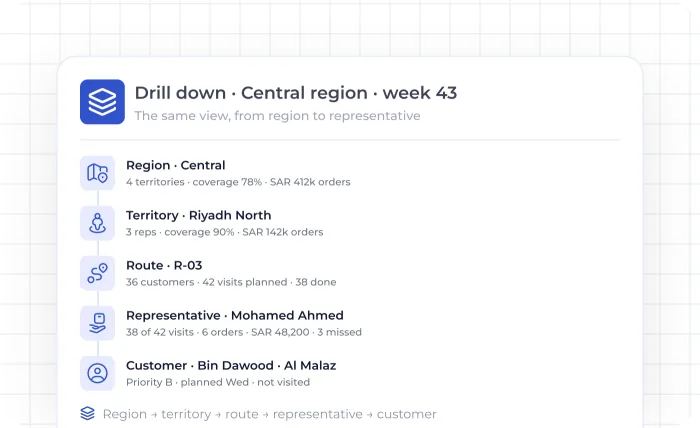 Drill down · Central region · week 43
The same view, from region to representative
Region · Central
4 territories · coverage 78% · SAR 412k orders
Territory · Riyadh North
3 reps · coverage 90% · SAR 142k orders
Route · R-03
36 customers · 42 visits planned · 38 done
Representative · Mohamed Ahmed
38 of 42 visits · 6 orders · SAR 48,200 · 3 missed
Customer · Bin Dawood · Al Malaz
Priority B · planned Wed · not visited
Region → territory → route → representative → customer